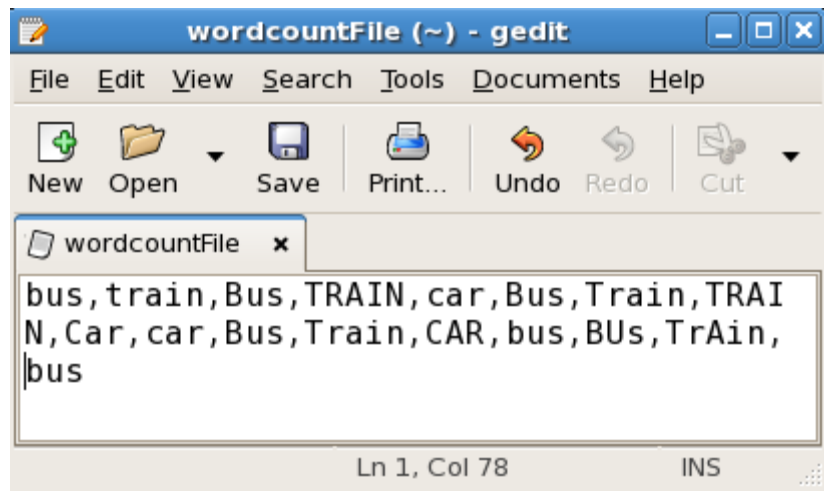 wordcountFile (~) - gedit
File Edit View Search Tools Documents Help
New Open Save Print... Undo Redo Cut
wordcountFile
bus,train,Bus,TRAIN,car,Bus,Train,TRAI
N,Car,car,Bus,Train,CAR,bus,BUs,TrAin,
bus
Ln 1, Col 78 INS